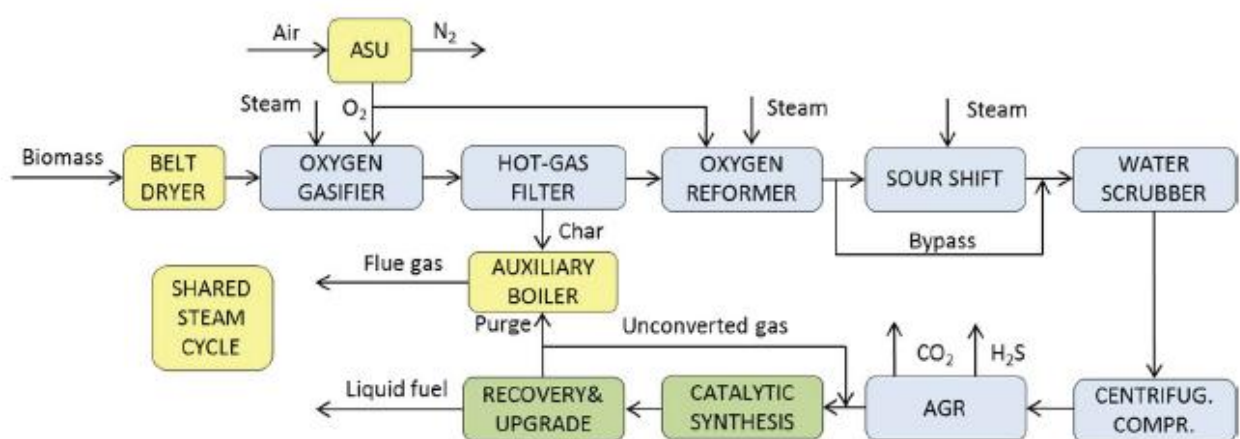 Air
ASU
N₂
Steam
O₂
Steam
Steam
Biomass
BELT
DRYER
OXYGEN
GASIFIER
HOT-GAS
FILTER
OXYGEN
REFORMER
SOUR SHIFT
WATER
SCRUBBER
Char
Bypass
SHARED
STEAM
CYCLE
Flue gas
AUXILIARY
BOILER
Purge
Unconverted gas
CO₂
H₂S
Liquid fuel
RECOVERY&
UPGRADE
CATALYTIC
SYNTHESIS
AGR
CENTRIFUG.
COMPR.